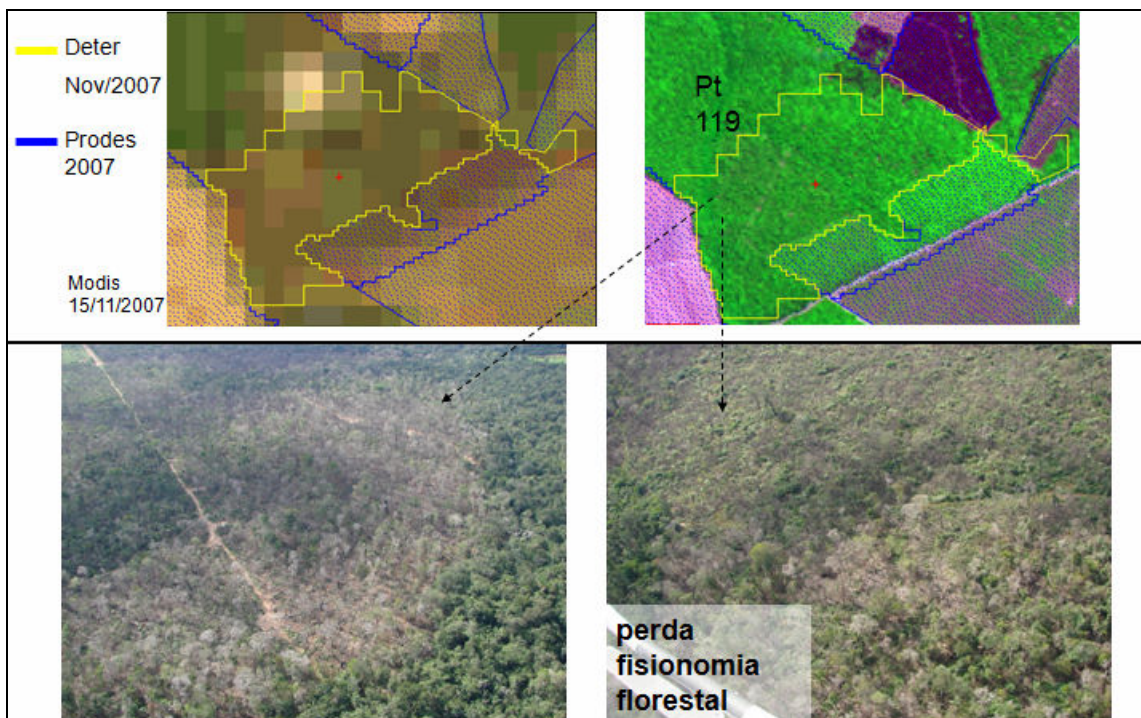 Deter
Nov/2007
Prodes
2007
Modis
15/11/2007
Pt
119
perda
fisionomia
florestal